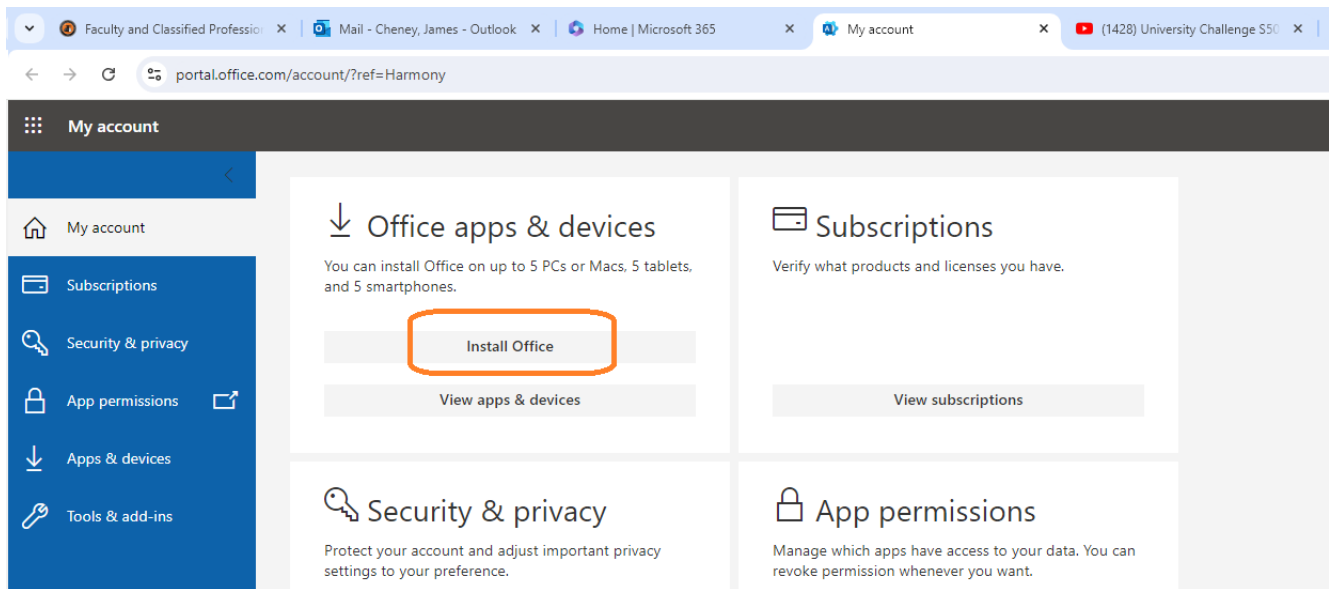 Faculty and Classified Professio
Mail - Cheney, James - Outlook
Home | Microsoft 365
My account
(1428) University Challenge S50
portal.office.com/account/?ref=Harmony
My account
My account
Subscriptions
Security & privacy
App permissions
Apps & devices
Tools & add-ins
Office apps & devices
You can install Office on up to 5 PCs or Macs, 5 tablets,
and 5 smartphones.
Install Office
View apps & devices
Subscriptions
Verify what products and licenses you have.
View subscriptions
Security & privacy
Protect your account and adjust important privacy
settings to your preference.
App permissions
Manage which apps have access to your data. You can
revoke permission whenever you want.